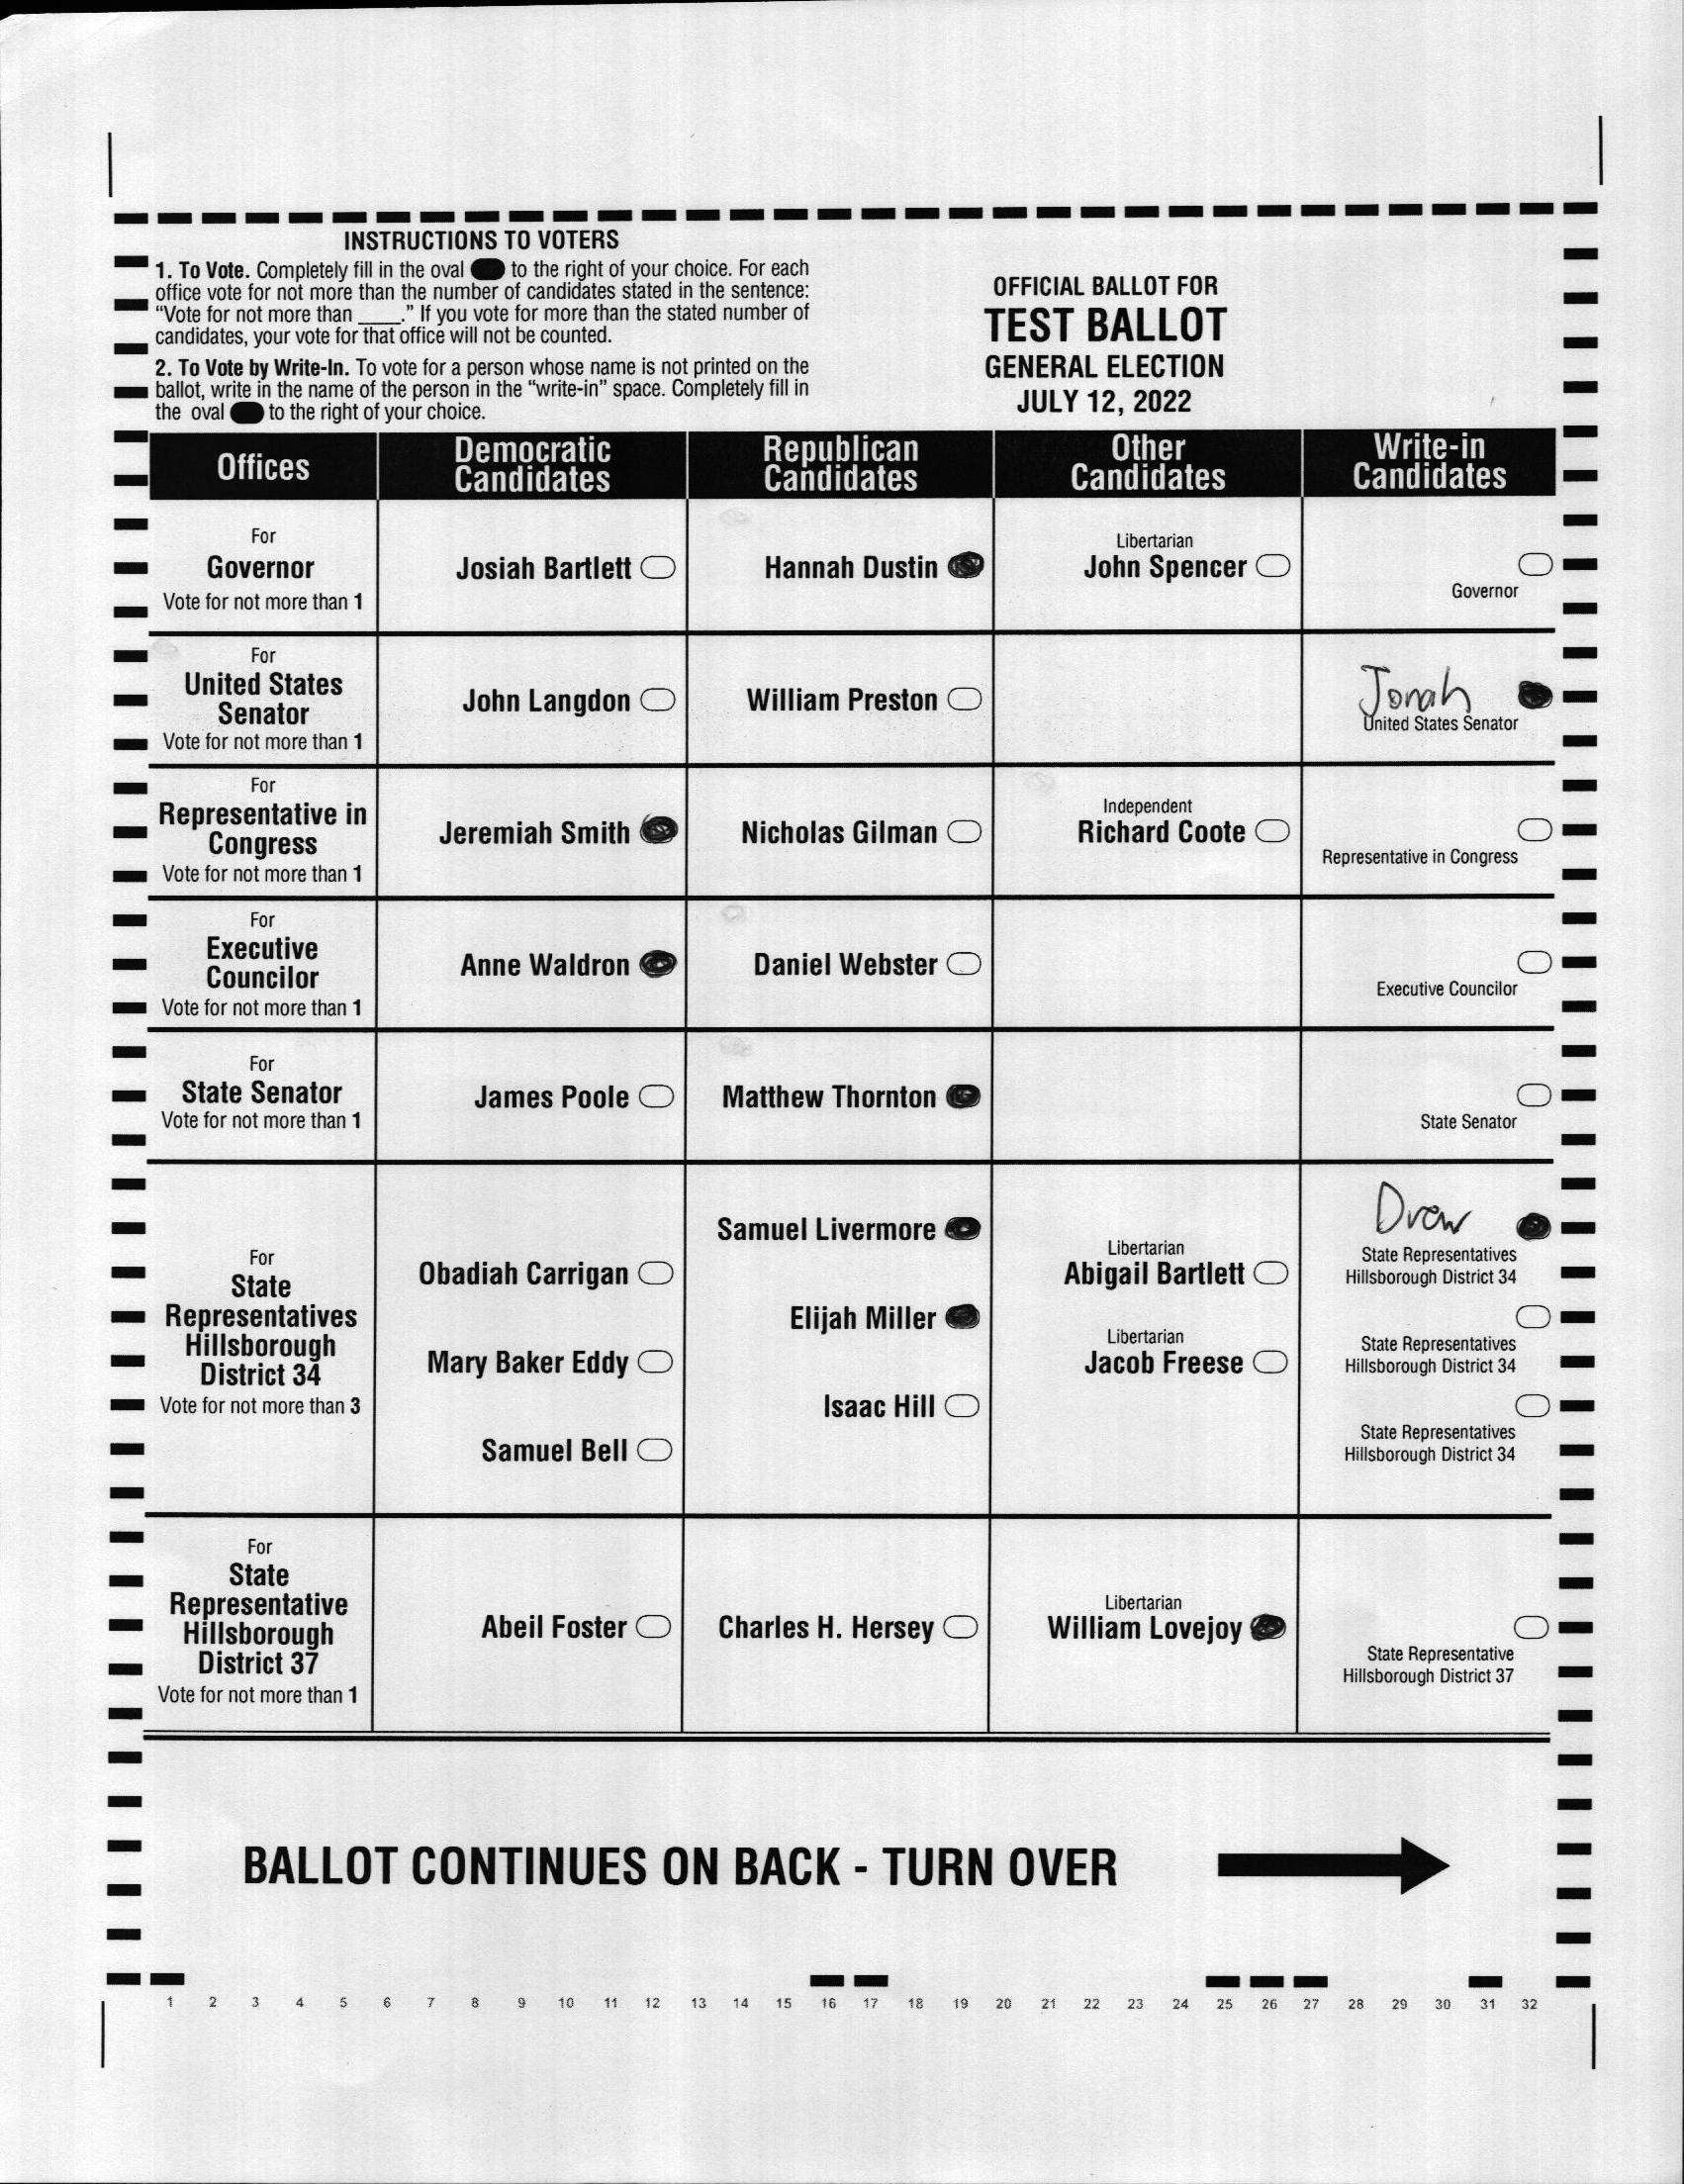 INSTRUCTIONS TO VOTERS
1. To Vote. Completely fill in the oval to the right of your choice. For each
office vote for not more than the number of candidates stated in the sentence:
“Vote for not more than _____.” If you vote for more than the stated number of
candidates, your vote for that office will not be counted.
2. To Vote by Write-In. To vote for a person whose name is not printed on the
ballot, write in the name of the person in the “write-in” space. Completely fill in
the oval to the right of your choice.
OFFICIAL BALLOT FOR
TEST BALLOT
GENERAL ELECTION
JULY 12, 2022
Offices
Democratic
Candidates
Republican
Candidates
Other
Candidates
Write-in
Candidates
For
Governor
Vote for not more than 1
Josiah Bartlett
Hannah Dustin
Libertarian
John Spencer
Governor
For
United States
Senator
Vote for not more than 1
John Langdon
William Preston
Jonah
United States Senator
For
Representative in
Congress
Vote for not more than 1
Jeremiah Smith
Nicholas Gilman
Independent
Richard Coote
Representative in Congress
For
Executive
Councilor
Vote for not more than 1
Anne Waldron
Daniel Webster
Executive Councilor
For
State Senator
Vote for not more than 1
James Poole
Matthew Thornton
State Senator
For
State
Representatives
Hillsborough
District 34
Vote for not more than 3
Obadiah Carrigan
Mary Baker Eddy
Samuel Bell
Samuel Livermore
Elijah Miller
Isaac Hill
Libertarian
Abigail Bartlett
Libertarian
Jacob Freese
Drew
State Representatives
Hillsborough District 34
State Representatives
Hillsborough District 34
State Representatives
Hillsborough District 34
For
State
Representative
Hillsborough
District 37
Vote for not more than 1
Abeil Foster
Charles H. Hersey
Libertarian
William Lovejoy
State Representative
Hillsborough District 37
BALLOT CONTINUES ON BACK - TURN OVER
1 2 3 4 5 6 7 8 9 10 11 12 13 14 15 16 17 18 19 20 21 22 23 24 25 26 27 28 29 30 31 32